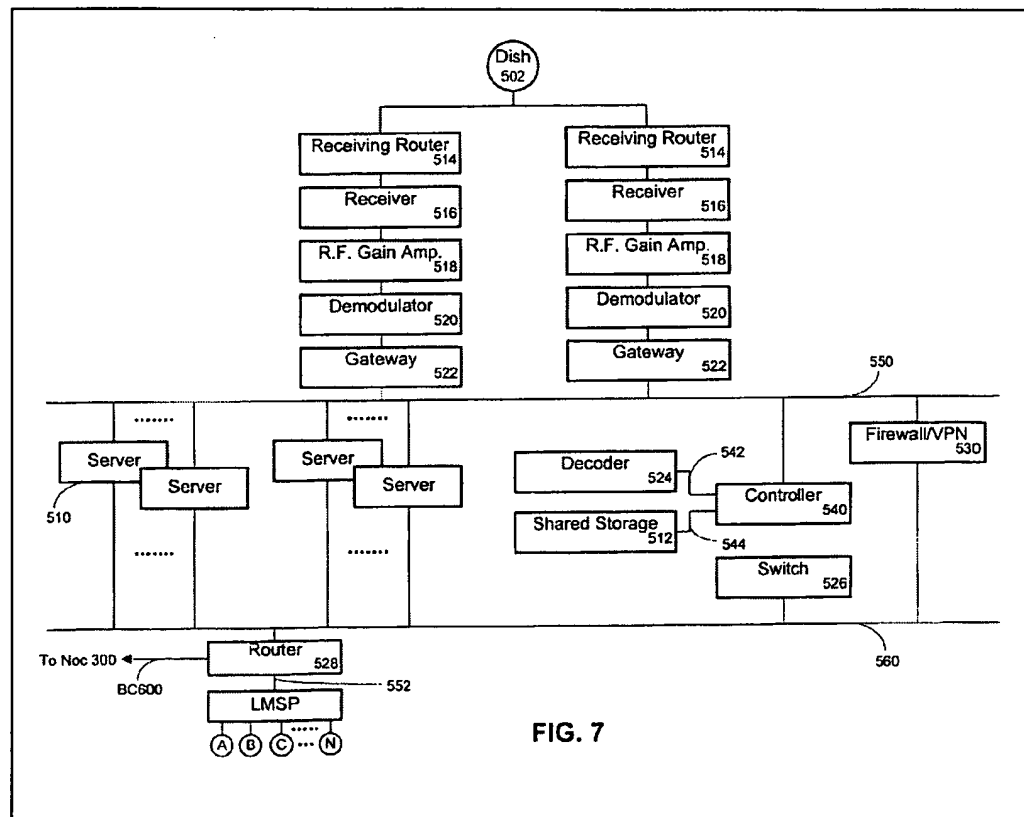 Dish
502
Receiving Router
514
Receiving Router
514
Receiver
516
Receiver
516
R.F. Gain Amp.
518
R.F. Gain Amp.
518
Demodulator
520
Demodulator
520
Gateway
522
Gateway
522
550
.......
.......
Server
Server
510
Server
Server
Decoder
524
542
Shared Storage
512
544
Controller
540
Firewall/VPN
530
.......
.......
Switch
526
560
To Noc 300
BC600
Router
528
552
LMSP
A B C ..... ... N
FIG. 7